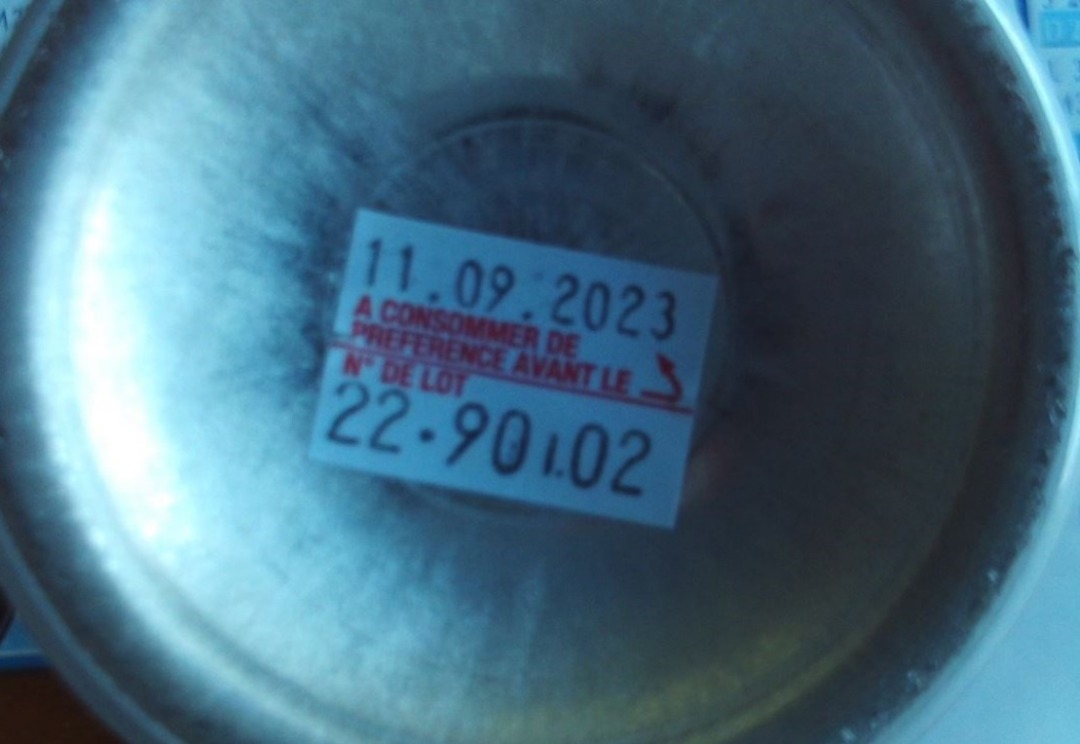 11.09.2023
A CONSOMMER DE
PREFERENCE AVANT LE
N° DE LOT
22·901.02